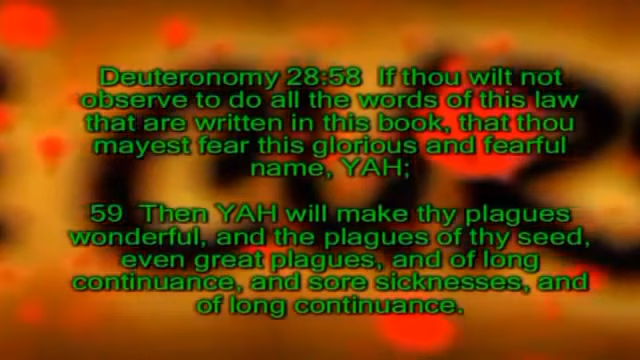 Deuteronomy 28:58  If thou wilt not
observe to do all the words of this law
that are written in this book, that thou
mayest fear this glorious and fearful
name, YAH;
59  Then YAH will make thy plagues
wonderful, and the plagues of thy seed,
even great plagues, and of long
continuance, and sore sicknesses, and
of long continuance.